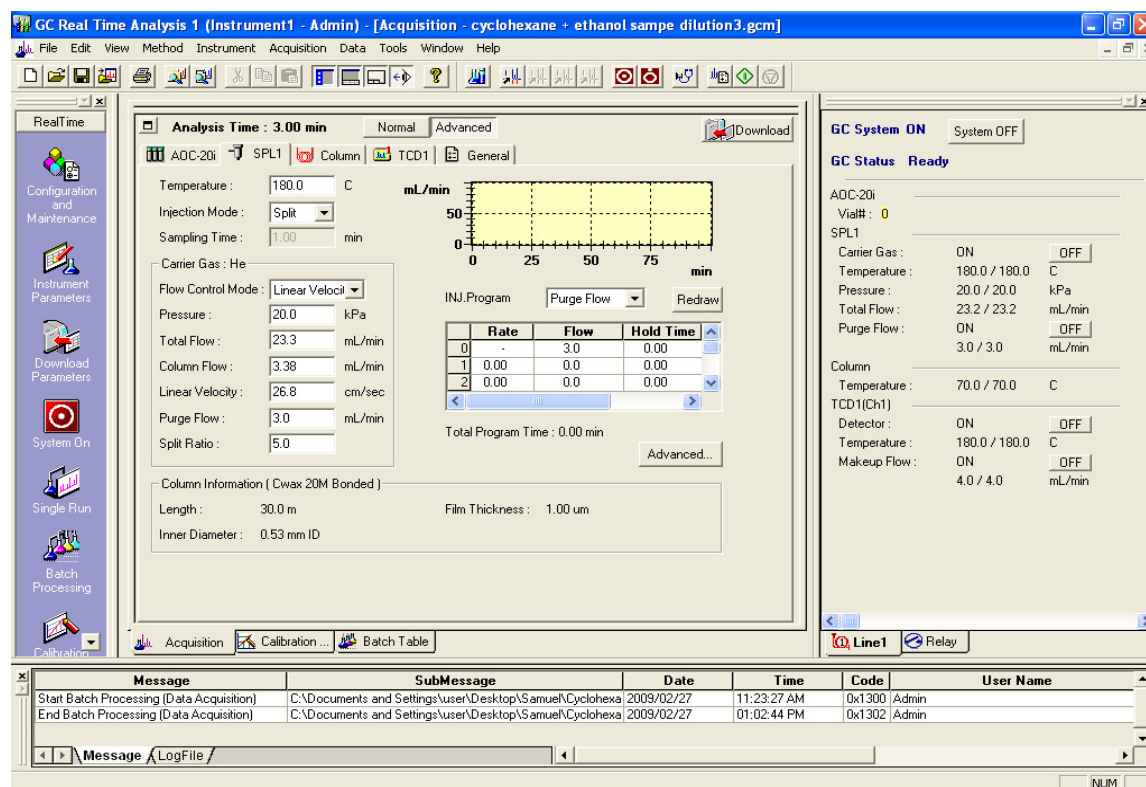 GC Real Time Analysis 1 (Instrument1 - Admin) - [Acquisition - cyclohexane + ethanol sampe dilution3.gcm]
File Edit View Method Instrument Acquisition Data Tools Window Help
RealTime
Configuration and Maintenance
Instrument Parameters
Download Parameters
System On
Single Run
Batch Processing
Calibration
Analysis Time : 3.00 min Normal Advanced Download
AOC-20i SPL1 Column TCD1 General
Temperature : 180.0 C
Injection Mode : Split
Sampling Time : 1.00 min
Carrier Gas : He
Flow Control Mode : Linear Veloci
Pressure : 20.0 kPa
Total Flow : 23.3 mL/min
Column Flow : 3.38 mL/min
Linear Velocity : 26.8 cm/sec
Purge Flow : 3.0 mL/min
Split Ratio : 5.0
mL/min
50
0
0 25 50 75
min
INJ.Program Purge Flow Redraw
Rate Flow Hold Time
0 - 3.0 0.00
1 0.00 0.0 0.00
2 0.00 0.0 0.00
Total Program Time : 0.00 min
Advanced...
Column Information ( Cwax 20M Bonded )
Length : 30.0 m Film Thickness : 1.00 um
Inner Diameter : 0.53 mm ID
Acquisition Calibration ... Batch Table
GC System ON System OFF
GC Status Ready
AOC-20i
Vial# : 0
SPL1
Carrier Gas : ON OFF
Temperature : 180.0 / 180.0 C
Pressure : 20.0 / 20.0 kPa
Total Flow : 23.2 / 23.2 mL/min
Purge Flow : ON OFF
3.0 / 3.0 mL/min
Column
Temperature : 70.0 / 70.0 C
TCD1(Ch1)
Detector : ON OFF
Temperature : 180.0 / 180.0 C
Makeup Flow : ON OFF
4.0 / 4.0 mL/min
Line1 Relay
Message SubMessage Date Time Code User Name
Start Batch Processing (Data Acquisition) C:\Documents and Settings\user\Desktop\Samuel\Cyclohexa 2009/02/27 11:23:27 AM 0x1300 Admin
End Batch Processing (Data Acquisition) C:\Documents and Settings\user\Desktop\Samuel\Cyclohexa 2009/02/27 01:02:44 PM 0x1302 Admin
Message LogFile
NUM